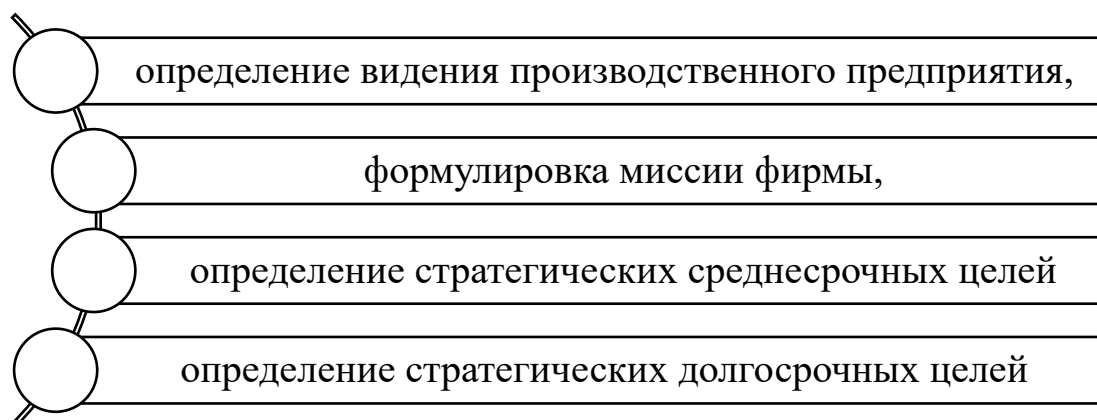 определение видения производственного предприятия,
формулировка миссии фирмы,
определение стратегических среднесрочных целей
определение стратегических долгосрочных целей